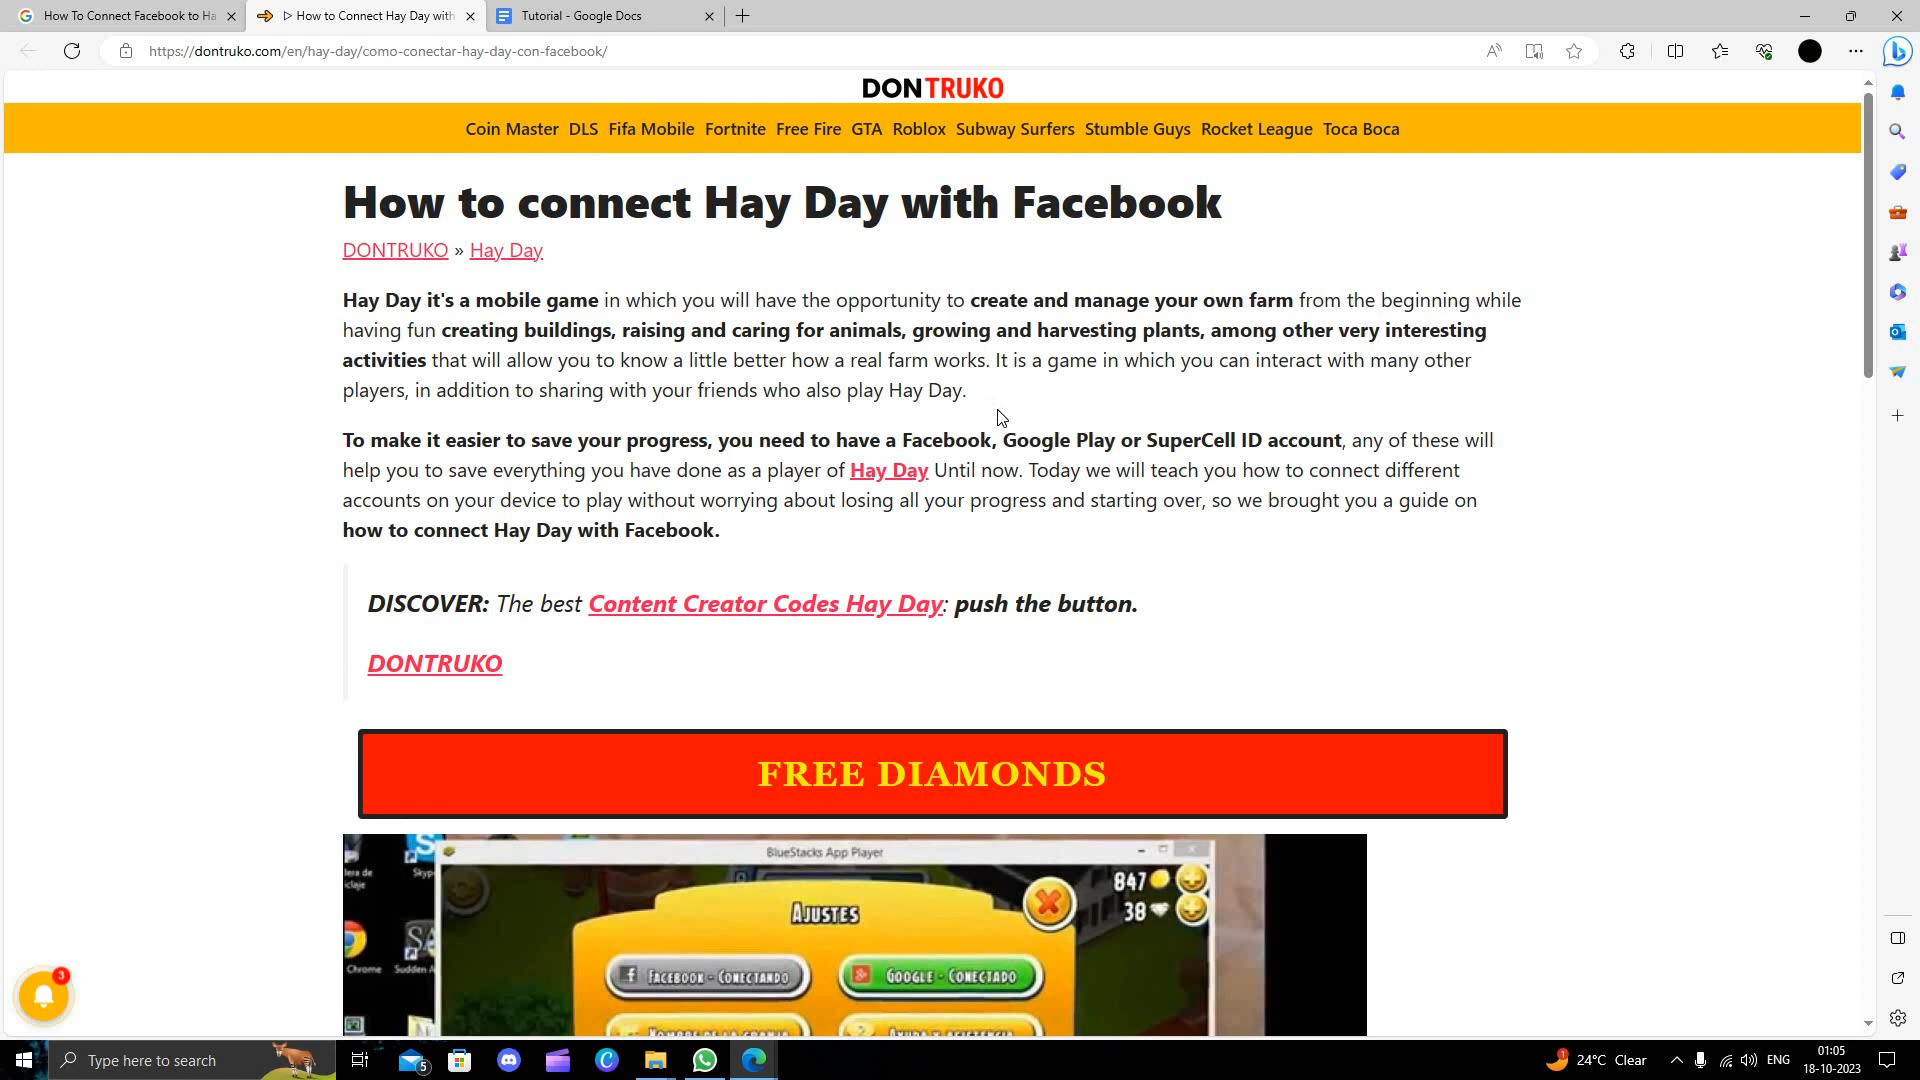 How To Connect Facebook to Ha
How to Connect Hay Day with
Tutorial - Google Docs
https://dontruko.com/en/hay-day/como-conectar-hay-day-con-facebook/
DONTRUKO
Coin Master DLS Fifa Mobile Fortnite Free Fire GTA Roblox Subway Surfers Stumble Guys Rocket League Toca Boca
How to connect Hay Day with Facebook
DONTRUKO » Hay Day
Hay Day it's a mobile game in which you will have the opportunity to create and manage your own farm from the beginning while
having fun creating buildings, raising and caring for animals, growing and harvesting plants, among other very interesting
activities that will allow you to know a little better how a real farm works. It is a game in which you can interact with many other
players, in addition to sharing with your friends who also play Hay Day.
To make it easier to save your progress, you need to have a Facebook, Google Play or SuperCell ID account, any of these will
help you to save everything you have done as a player of Hay Day Until now. Today we will teach you how to connect different
accounts on your device to play without worrying about losing all your progress and starting over, so we brought you a guide on
how to connect Hay Day with Facebook.
DISCOVER: The best Content Creator Codes Hay Day: push the button.
DONTRUKO
FREE DIAMONDS
BlueStacks App Player
Skyp
847
38
AJUSTES
Chrome
Sudden A
FACEBOOK - CONECTANDO
GOOGLE - CONECTADO
NOMBRE DE LA GRANJA
AYUDA Y ASISTENCIA
3
Type here to search
5
1
24°C Clear
ENG
01:05
18-10-2023